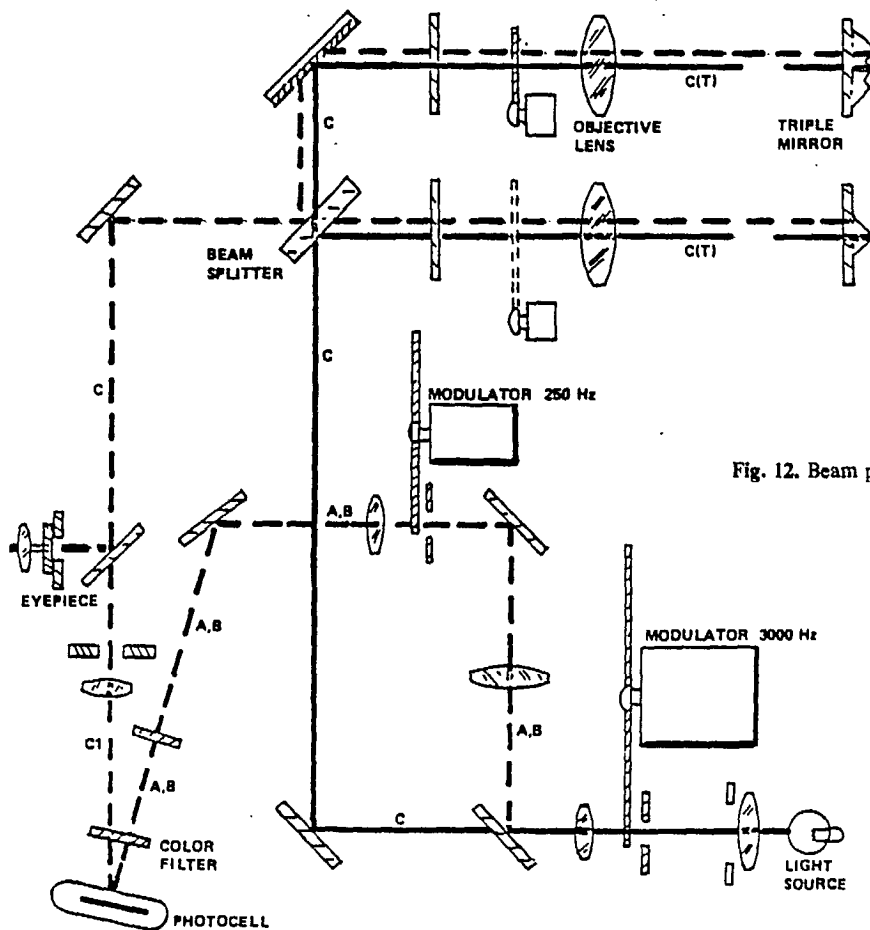 C
C(T)
OBJECTIVE
LENS
TRIPLE
MIRROR
BEAM
SPLITTER
C(T)
C
C
MODULATOR 250 Hz
Fig. 12. Beam p
A,B
EYEPIECE
A,B
MODULATOR 3000 Hz
A,B
C1
A,B
C
COLOR
FILTER
LIGHT
SOURCE
PHOTOCELL